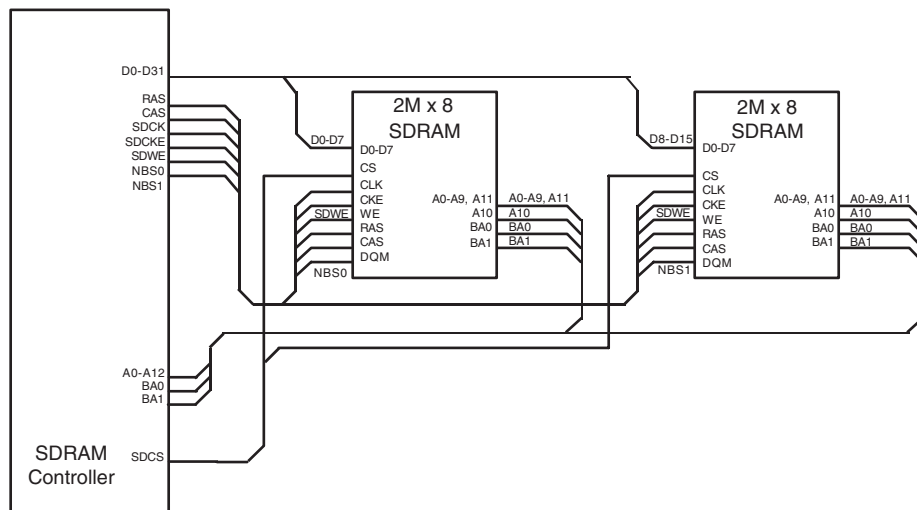 D0-D31
RAS
CAS
SDCK
SDCKE
SDWE
NBS0
NBS1
A0-A12
BA0
BA1
SDCS
SDRAM
Controller
2M x 8
SDRAM
D0-D7
D0-D7
CS
CLK
CKE
SDWE
WE
RAS
CAS
DQM
NBS0
A0-A9, A11
A10
BA0
BA1
A0-A9, A11
A10
BA0
BA1
2M x 8
SDRAM
D8-D15
D0-D7
CS
CLK
CKE
SDWE
WE
RAS
CAS
DQM
NBS1
A0-A9, A11
A10
BA0
BA1
A0-A9, A11
A10
BA0
BA1